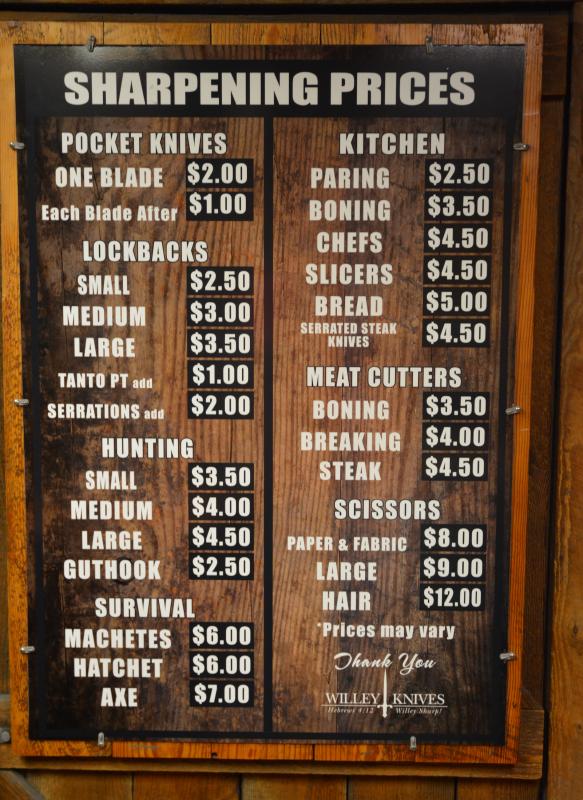 SHARPENING PRICES
POCKET KNIVES
ONE BLADE $2.00
Each Blade After $1.00
LOCKBACKS
SMALL $2.50
MEDIUM $3.00
LARGE $3.50
TANTO PT add $1.00
SERRATIONS add $2.00
HUNTING
SMALL $3.50
MEDIUM $4.00
LARGE $4.50
GUTHOOK $2.50
SURVIVAL
MACHETES $6.00
HATCHET $6.00
AXE $7.00
KITCHEN
PARING $2.50
BONING $3.50
CHEFS $4.50
SLICERS $4.50
BREAD $5.00
SERRATED STEAK
KNIVES $4.50
MEAT CUTTERS
BONING $3.50
BREAKING $4.00
STEAK $4.50
SCISSORS
PAPER & FABRIC $8.00
LARGE $9.00
HAIR $12.00
*Prices may vary
Thank You
WILLEY KNIVES
Hebrews 4:12 Willey Sharp!